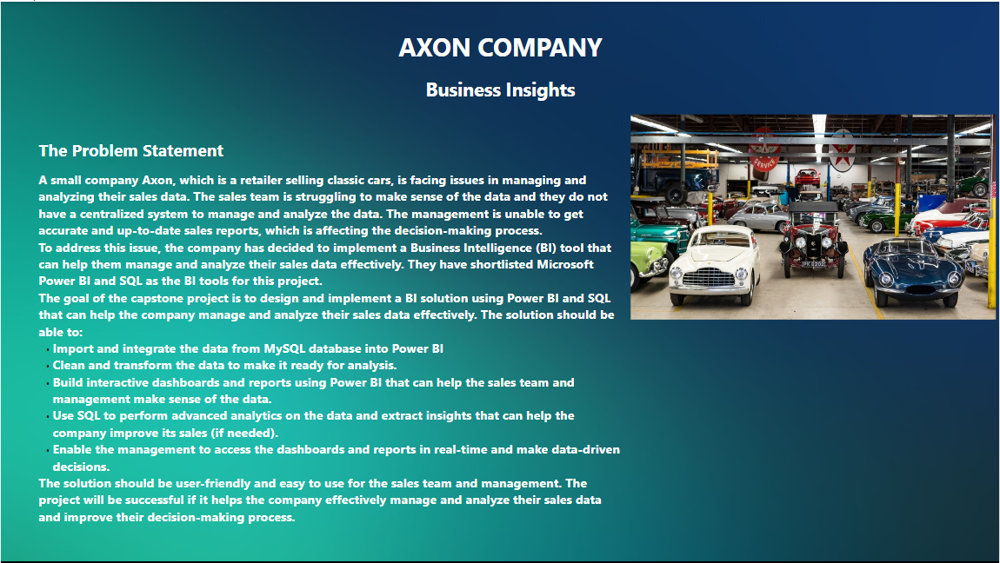 AXON COMPANY
Business Insights
The Problem Statement
A small company Axon, which is a retailer selling classic cars, is facing issues in managing and
analyzing their sales data. The sales team is struggling to make sense of the data and they do not
have a centralized system to manage and analyze the data. The management is unable to get
accurate and up-to-date sales reports, which is affecting the decision-making process.
To address this issue, the company has decided to implement a Business Intelligence (BI) tool that
can help them manage and analyze their sales data effectively. They have shortlisted Microsoft
Power BI and SQL as the BI tools for this project.
The goal of the capstone project is to design and implement a BI solution using Power BI and SQL
that can help the company manage and analyze their sales data effectively. The solution should be
able to:
· Import and integrate the data from MySQL database into Power BI
· Clean and transform the data to make it ready for analysis.
· Build interactive dashboards and reports using Power BI that can help the sales team and
management make sense of the data.
· Use SQL to perform advanced analytics on the data and extract insights that can help the
company improve its sales (if needed).
· Enable the management to access the dashboards and reports in real-time and make data-driven
decisions.
The solution should be user-friendly and easy to use for the sales team and management. The
project will be successful if it helps the company effectively manage and analyze their sales data
and improve their decision-making process.
SERVICE